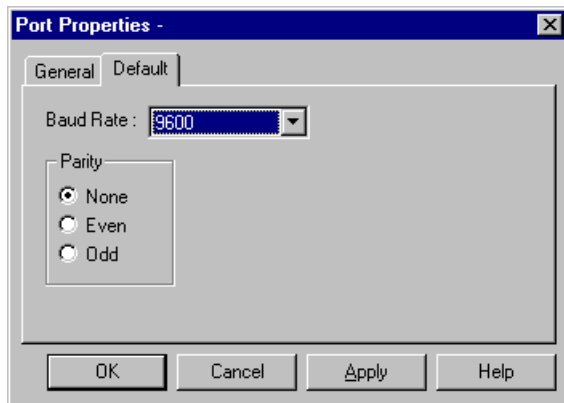 Port Properties -
General Default
Baud Rate : 9600
Parity
None
Even
Odd
OK Cancel Apply Help